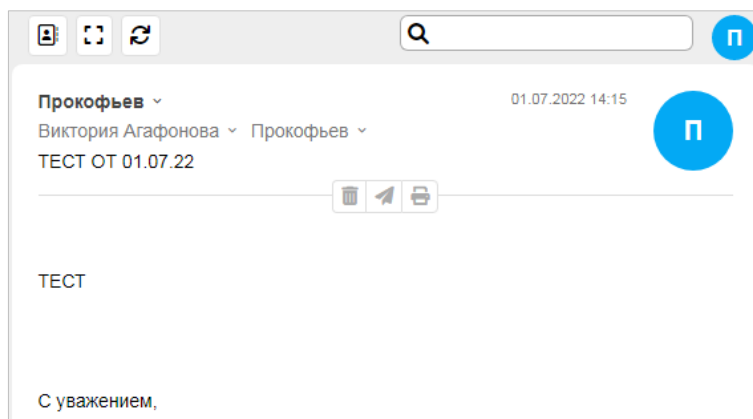 П
Прокофьев
01.07.2022 14:15
П
Виктория Агафонова Прокофьев
ТЕСТ ОТ 01.07.22
ТЕСТ
С уважением,